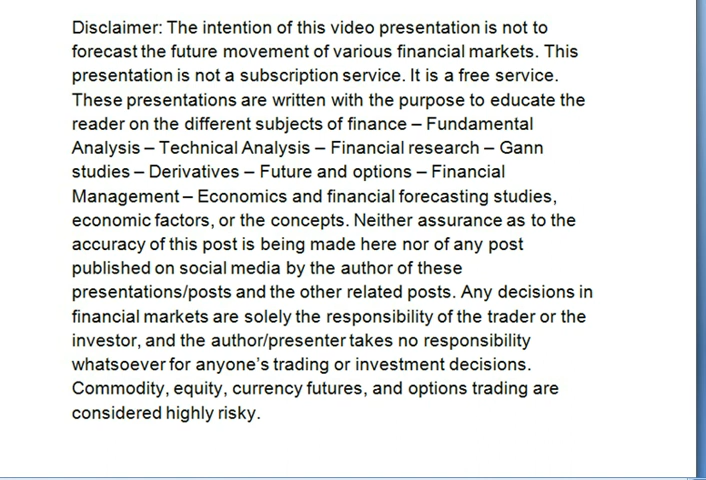 Disclaimer: The intention of this video presentation is not to
forecast the future movement of various financial markets. This
presentation is not a subscription service. It is a free service.
These presentations are written with the purpose to educate the
reader on the different subjects of finance – Fundamental
Analysis – Technical Analysis – Financial research – Gann
studies – Derivatives – Future and options – Financial
Management – Economics and financial forecasting studies,
economic factors, or the concepts. Neither assurance as to the
accuracy of this post is being made here nor of any post
published on social media by the author of these
presentations/posts and the other related posts. Any decisions in
financial markets are solely the responsibility of the trader or the
investor, and the author/presenter takes no responsibility
whatsoever for anyone's trading or investment decisions.
Commodity, equity, currency futures, and options trading are
considered highly risky.